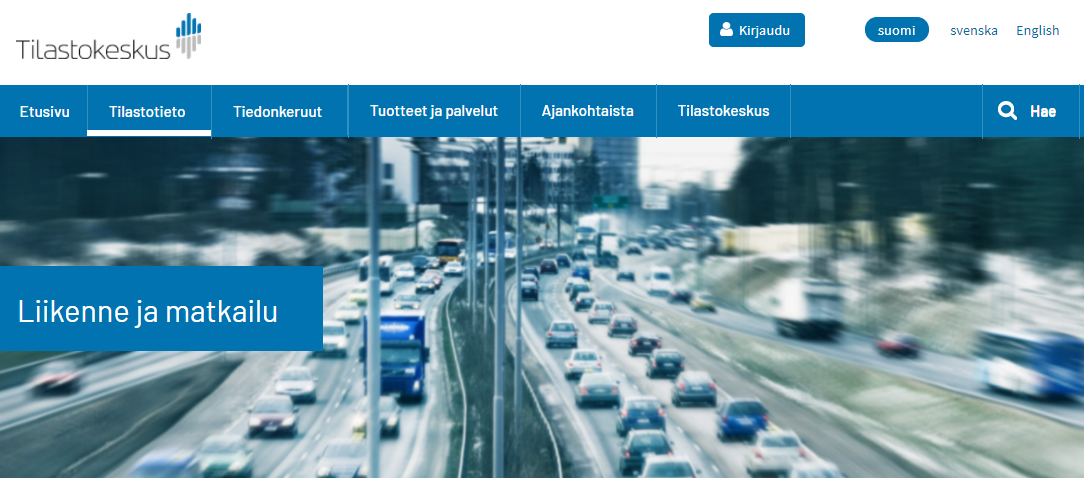 Tilastokeskus
Kirjaudu
suomi svenska English
Etusivu Tilastotieto Tiedonkeruut Tuotteet ja palvelut Ajankohtaista Tilastokeskus Hae
Liikenne ja matkailu